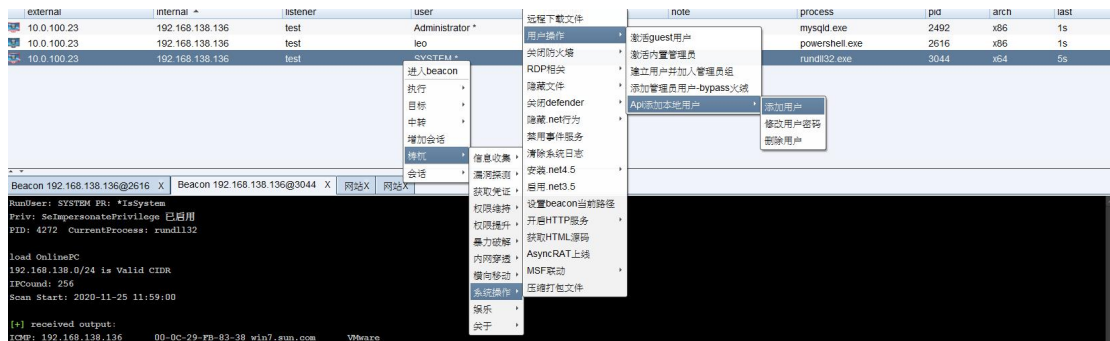 external internal listener user note process pid arch last
10.0.100.23 192.168.138.136 test Administrator * mysqld.exe 2492 x86 1s
10.0.100.23 192.168.138.136 test leo powershell.exe 2616 x86 1s
10.0.100.23 192.168.138.136 test SYSTEM * rundll32.exe 3044 x64 5s
进入beacon
执行
目标
中转
增加会话
梼杌
会话
信息收集
漏洞探测
获取凭证
权限维持
权限提升
暴力破解
内网穿透
横向移动
系统操作
娱乐
关于
远程下载文件
用户操作
关闭防火墙
RDP相关
隐藏文件
关闭defender
隐藏.net行为
禁用事件服务
清除系统日志
安装.net4.5
启用.net3.5
设置beacon当前路径
开启HTTP服务
获取HTML源码
AsyncRAT上线
MSF联动
压缩打包文件
激活guest用户
激活内置管理员
建立用户并加入管理员组
添加管理员用户-bypass火绒
Api添加本地用户
添加用户
修改用户密码
删除用户
Beacon 192.168.138.136@2616 X Beacon 192.168.138.136@3044 X 网站X 网站X
RunUser: SYSTEM PR: *IsSystem
Priv: SeImpersonatePrivilege 已启用
PID: 4272 CurrentProcess: rundll32
load OnlinePC
192.168.138.0/24 is Valid CIDR
IPCound: 256
Scan Start: 2020-11-25 11:59:00
[+] received output:
ICMP: 192.168.138.136 00-0C-29-FB-83-38 win7.sun.com VMware